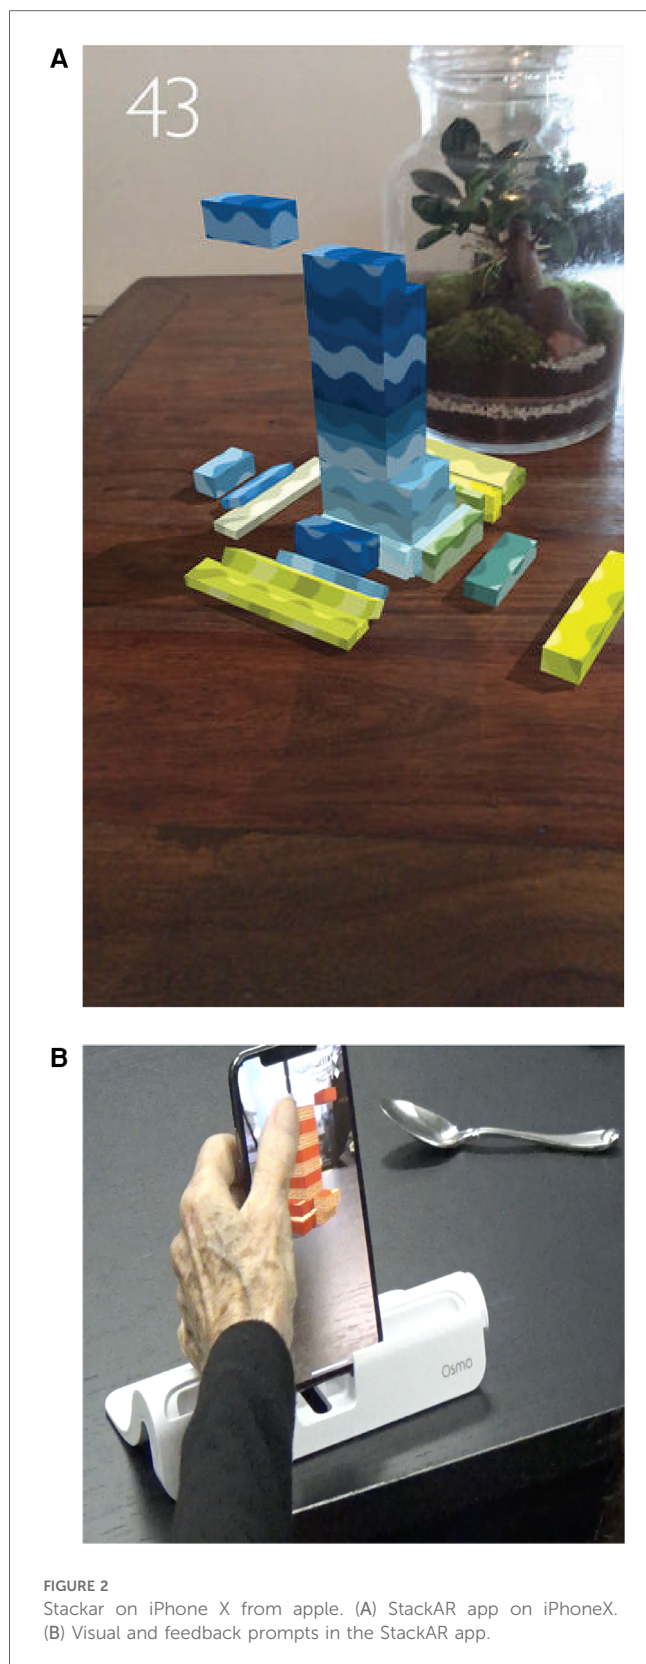 A
43
B
Osmo
FIGURE 2
Stackar on iPhone X from apple. (A) StackAR app on iPhoneX.
(B) Visual and feedback prompts in the StackAR app.